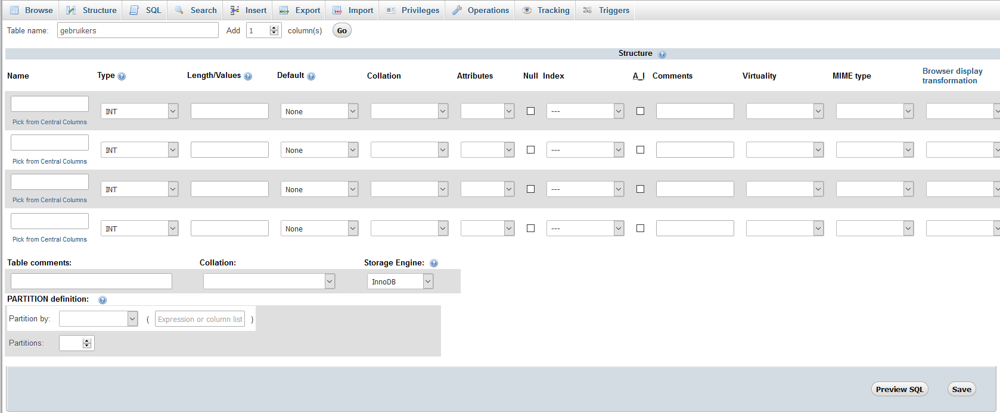 Browse Structure SQL Search Insert Export Import Privileges Operations Tracking Triggers
Table name: gebruikers Add 1 column(s) Go
Structure
Name Type Length/Values Default Collation Attributes Null Index A_I Comments Virtuality MIME type Browser display transformation
INT None ---
Pick from Central Columns
INT None ---
Pick from Central Columns
INT None ---
Pick from Central Columns
INT None ---
Pick from Central Columns
Table comments: Collation: Storage Engine:
InnoDB
PARTITION definition:
Partition by: ( Expression or column list )
Partitions:
Preview SQL Save